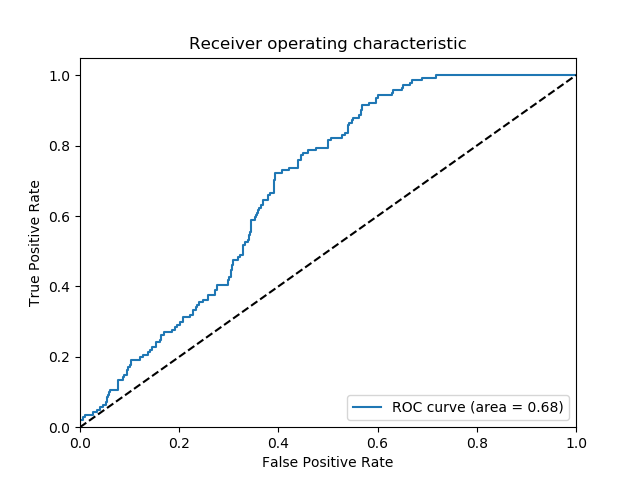 Receiver operating characteristic
1.0
0.8
0.6
0.4
0.2
0.0
True Positive Rate
ROC curve (area = 0.68)
0.0 0.2 0.4 0.6 0.8 1.0
False Positive Rate